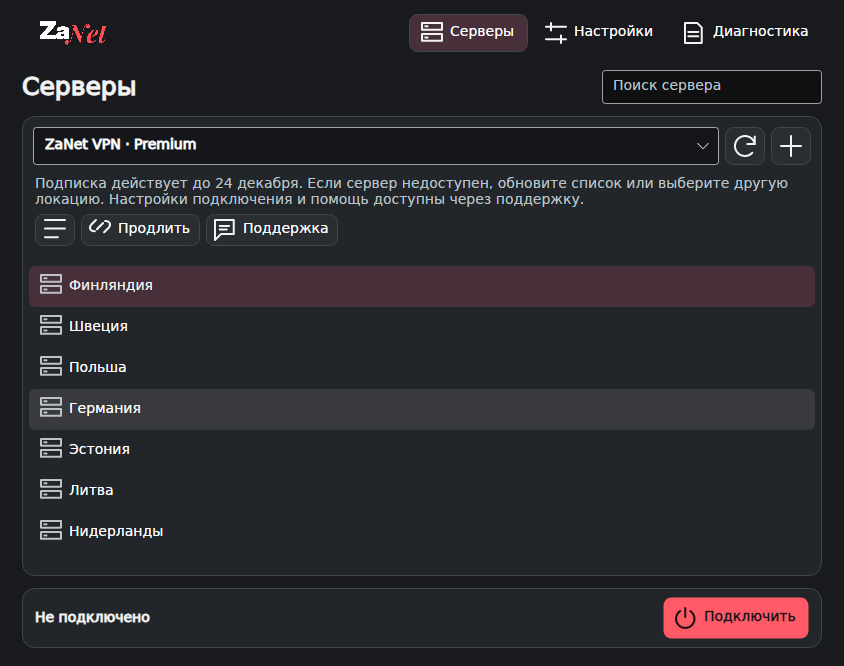 ZaNet
Серверы
Настройки
Диагностика
Серверы
Поиск сервера
ZaNet VPN · Premium
Подписка действует до 24 декабря. Если сервер недоступен, обновите список или выберите другую
локацию. Настройки подключения и помощь доступны через поддержку.
Продлить
Поддержка
Финляндия
Швеция
Польша
Германия
Эстония
Литва
Нидерланды
Не подключено
Подключить